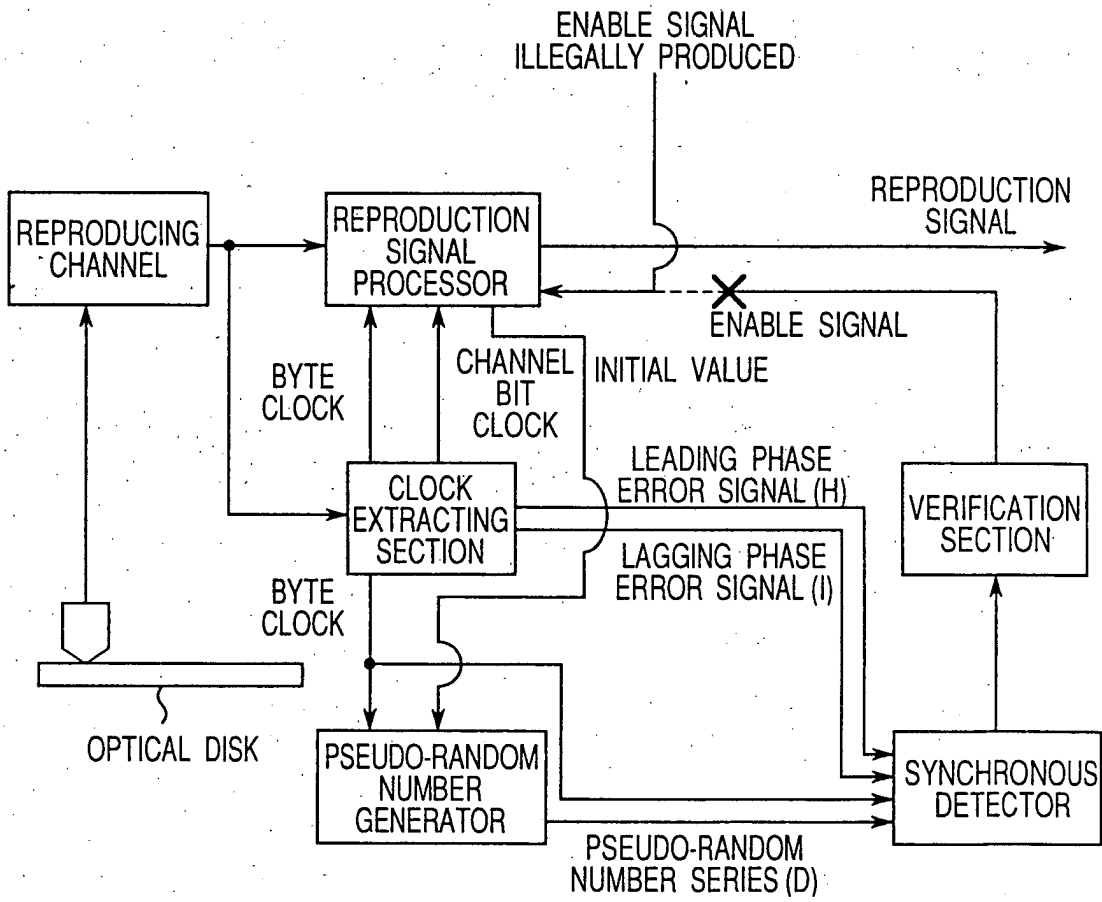 ENABLE SIGNAL
ILLEGALLY PRODUCED
REPRODUCING
CHANNEL
REPRODUCTION
SIGNAL
PROCESSOR
REPRODUCTION
SIGNAL
ENABLE SIGNAL
BYTE
CLOCK
CHANNEL
BIT
CLOCK
INITIAL VALUE
CLOCK
EXTRACTING
SECTION
LEADING PHASE
ERROR SIGNAL (H)
LAGGING PHASE
ERROR SIGNAL (I)
VERIFICATION
SECTION
BYTE
CLOCK
OPTICAL DISK
PSEUDO-RANDOM
NUMBER
GENERATOR
SYNCHRONOUS
DETECTOR
PSEUDO-RANDOM
NUMBER SERIES (D)